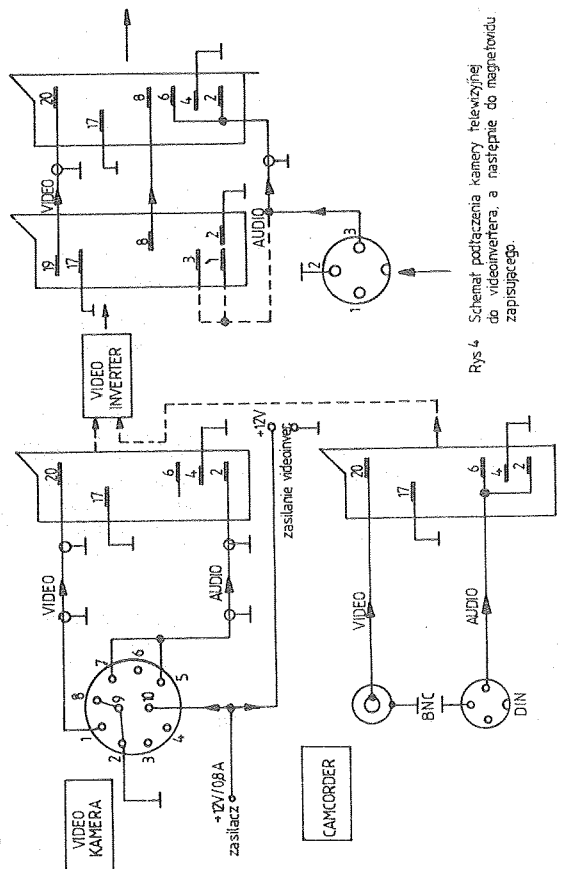 VIDEO
KAMERA
1
8
7
2
9
6
3
10
5
4
VIDEO
AUDIO
20
17
6
4
2
VIDEO
INVERTER
19
17
8
3
2
1
VIDEO
AUDIO
20
17
8
6
4
2
+12V/0,8A
zasilacz
+12V
zasilanie videoinver.
1
2
3
CAMCORDER
BNC
DIN
VIDEO
AUDIO
20
17
6
4
2
Rys 4 Schemat podłączenia kamery telewizyjnej
do videoinvertera, a następnie do magnetowidu
zapisującego.